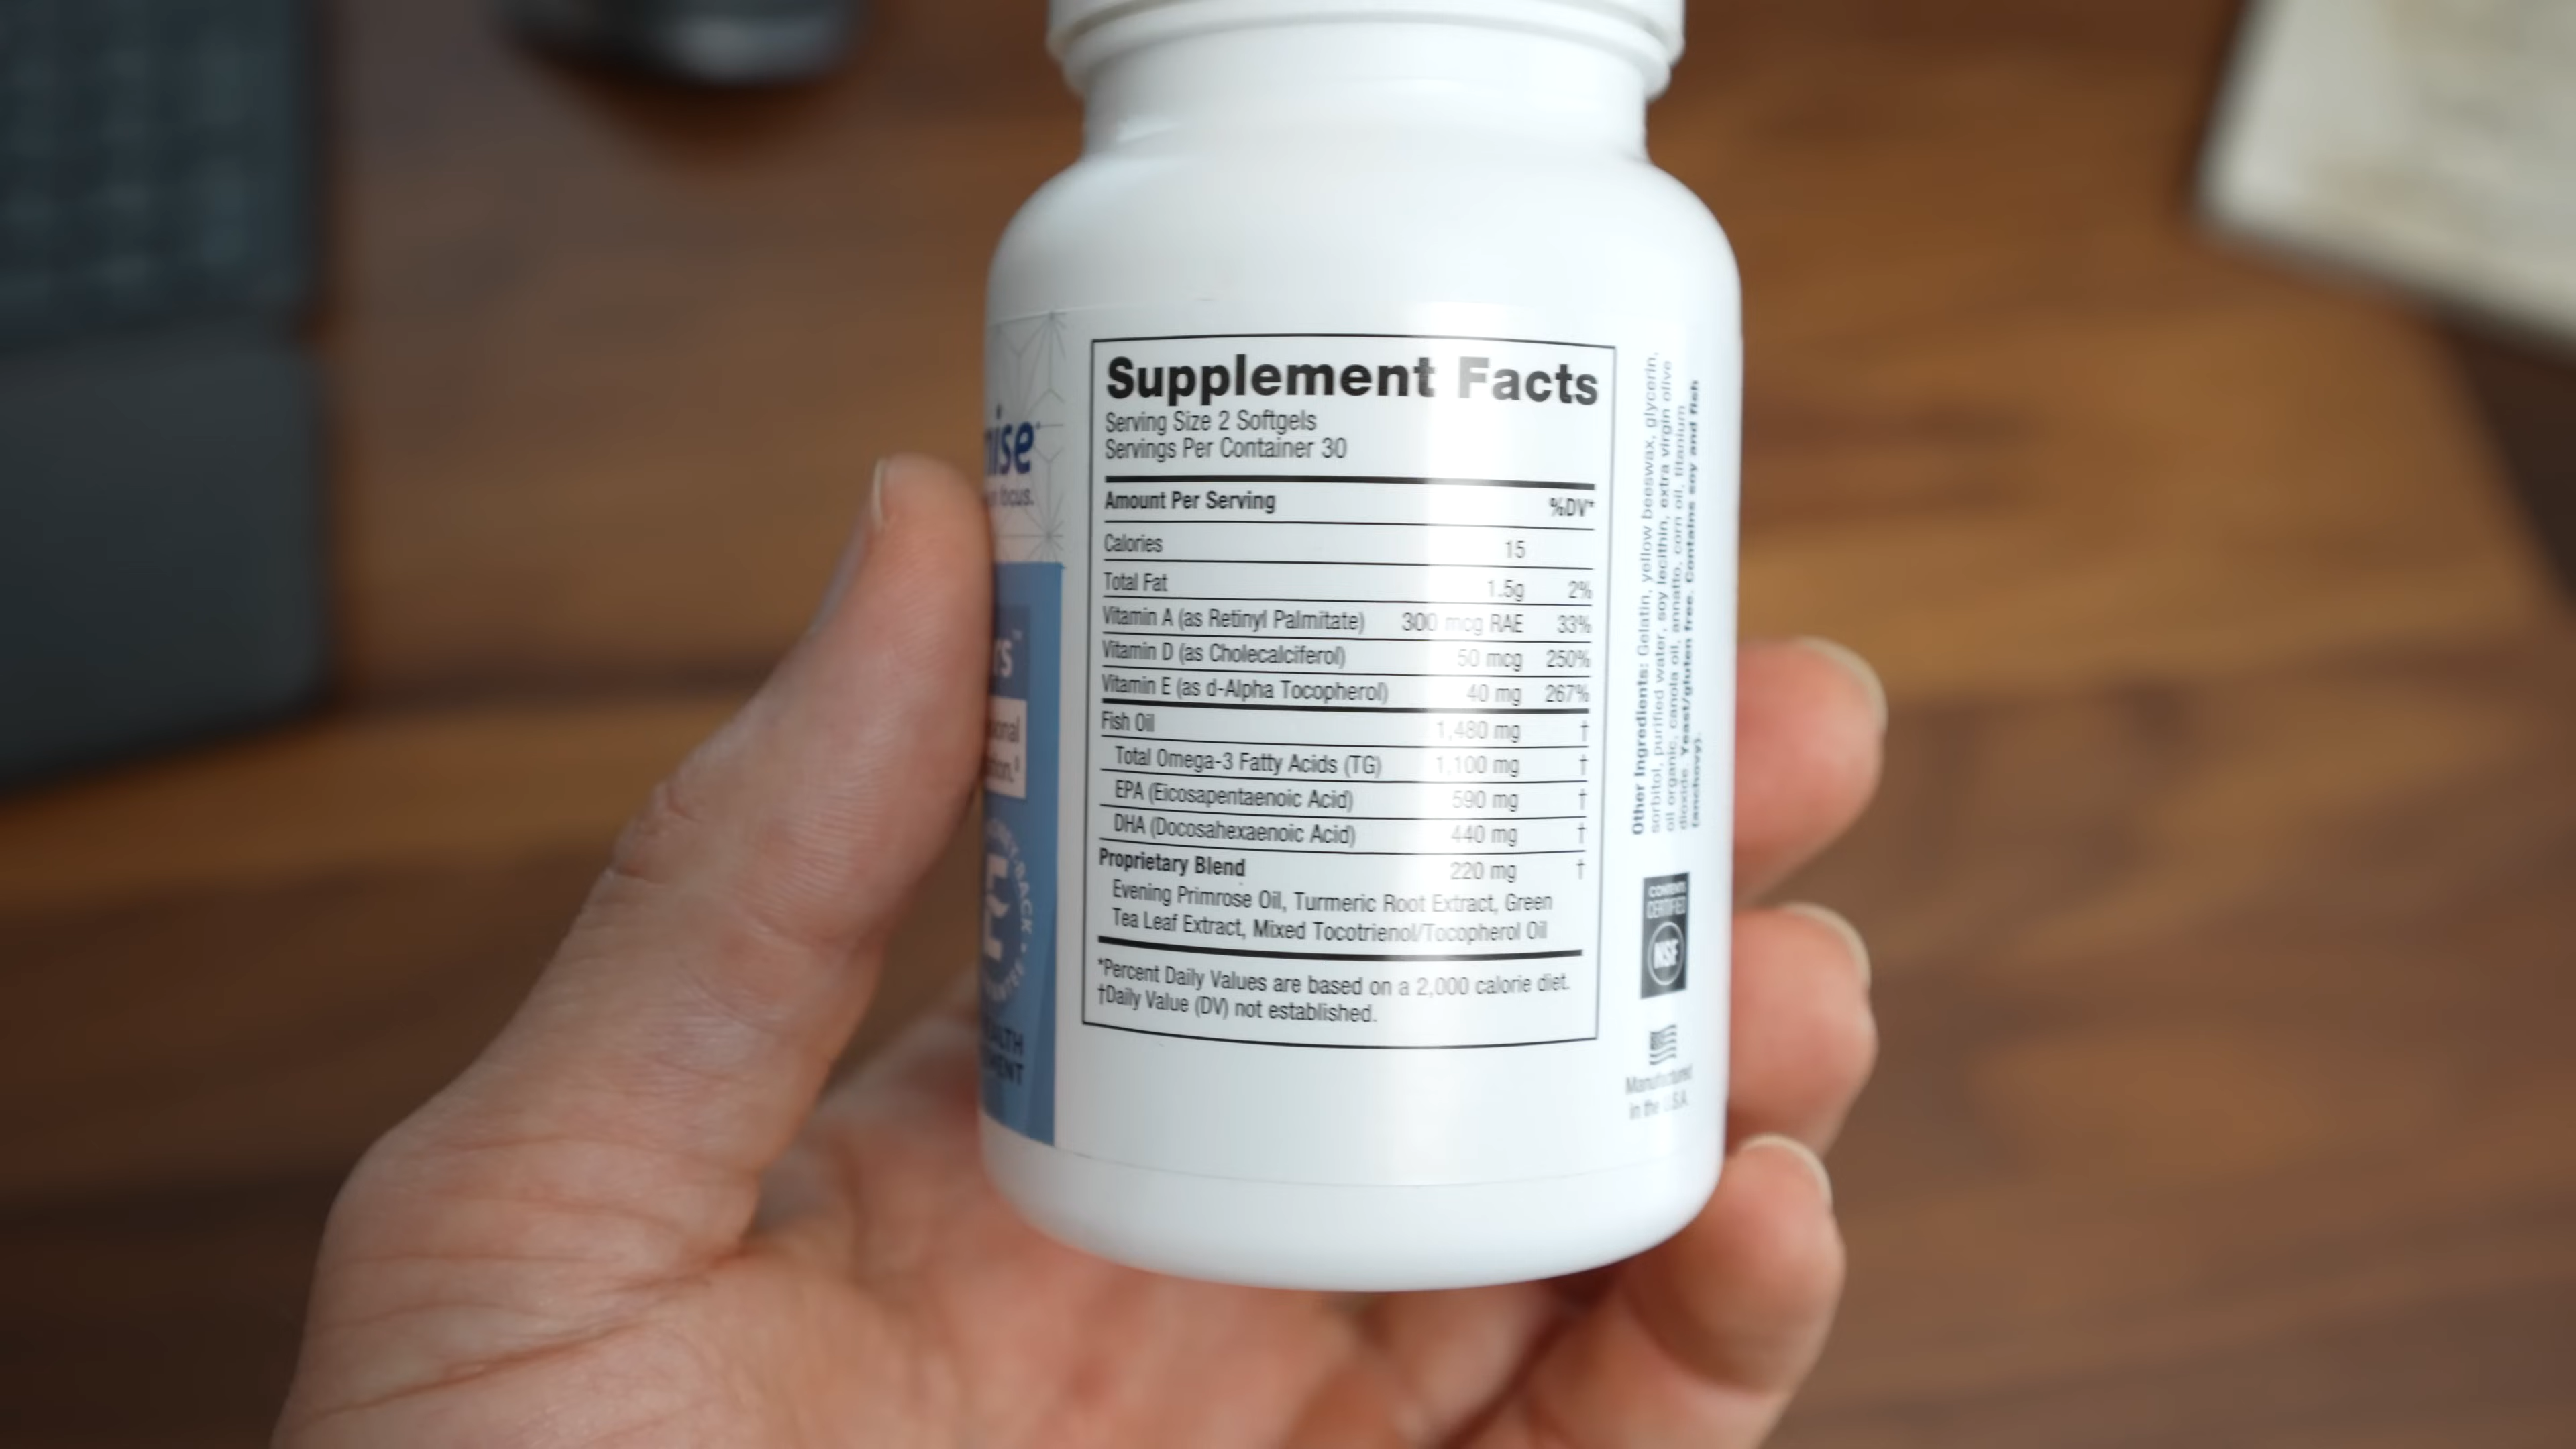 Supplement Facts
Serving Size 2 Softgels
Servings Per Container 30
Amount Per Serving %DV*
Calories 15
Total Fat 1.5g 2%
Vitamin A (as Retinyl Palmitate) 300 mcg RAE 33%
Vitamin D (as Cholecalciferol) 50 mcg 250%
Vitamin E (as d-Alpha Tocopherol) 40 mg 267%
Fish Oil 1,480 mg †
Total Omega-3 Fatty Acids (TG) 1,100 mg †
EPA (Eicosapentaenoic Acid) 590 mg †
DHA (Docosahexaenoic Acid) 440 mg †
Proprietary Blend 220 mg †
Evening Primrose Oil, Turmeric Root Extract, Green
Tea Leaf Extract, Mixed Tocotrienol/Tocopherol Oil
*Percent Daily Values are based on a 2,000 calorie diet.
†Daily Value (DV) not established.
Other Ingredients: Gelatin, yellow beeswax, glycerin,
sorbitol, purified water, soy lecithin, extra virgin olive
oil organic, canola oil, annatto, corn oil, titanium
dioxide. Yeast/gluten free. Contains soy and fish
(anchovy).
CERTIFIED
NSF
Manufactured
in the U.S.A.
focus.